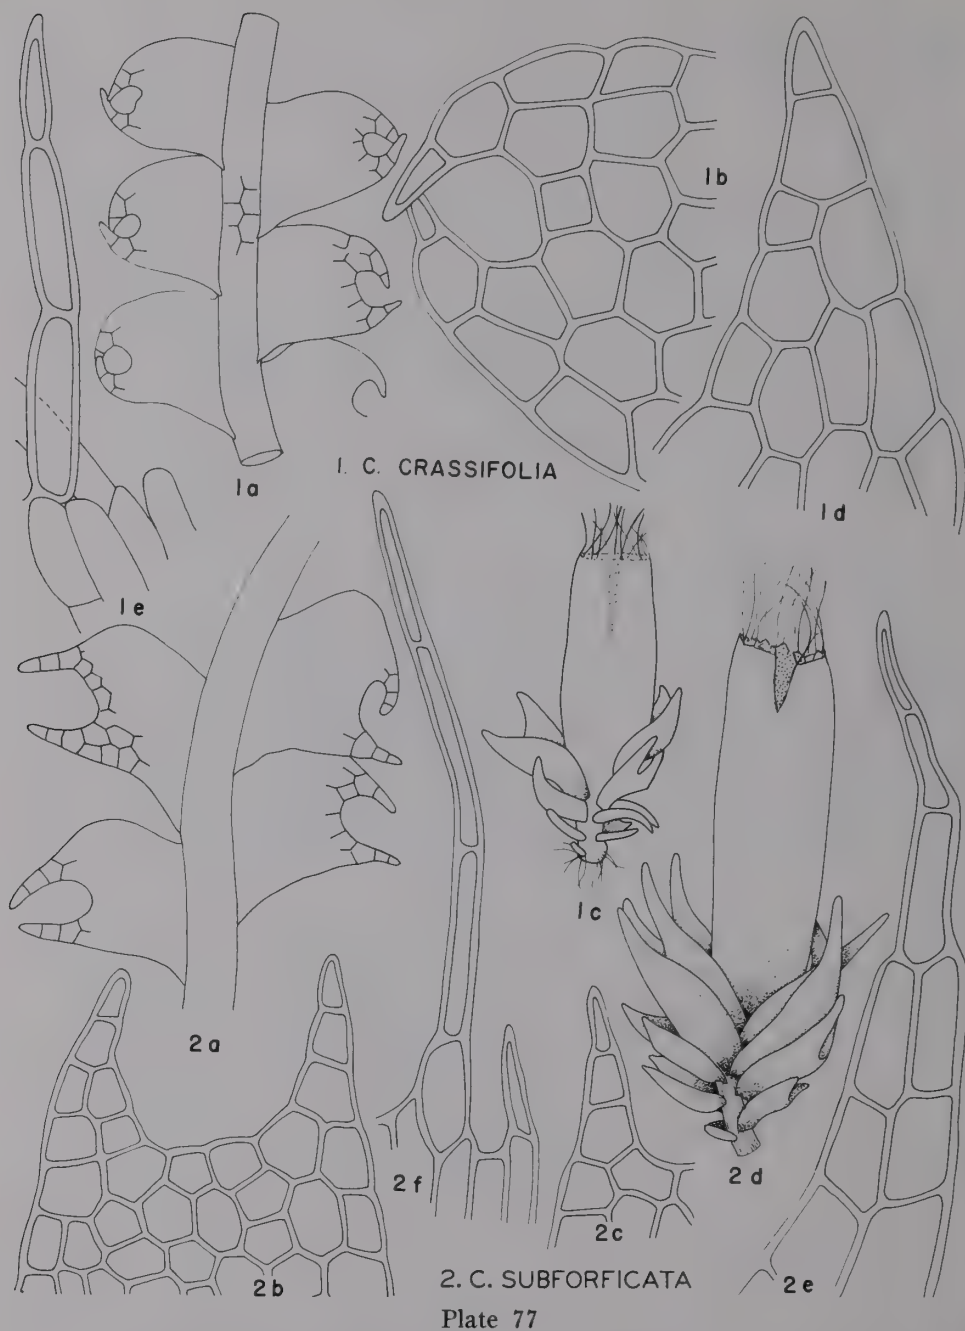 1b
1a
1. C. CRASSIFOLIA
1d
1e
1c
2a
2d
2f
2c
2b
2. C. SUBFORFICATA
2e
Plate 77